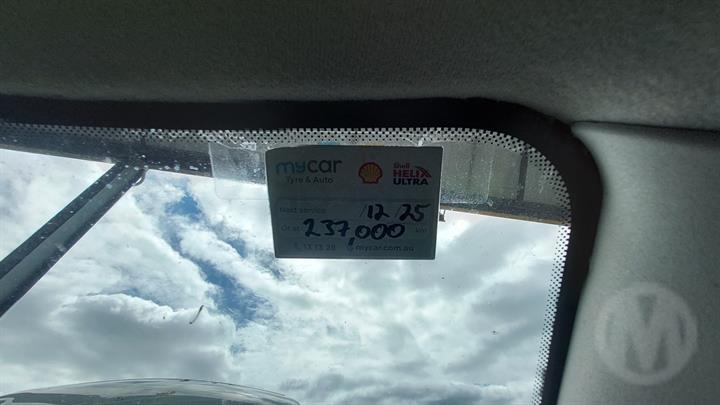 mycar
Tyre & Auto
Shell
HELIX
ULTRA
Next service /12/25
Or at 237,000 km
13 13 28 mycar.com.au
M